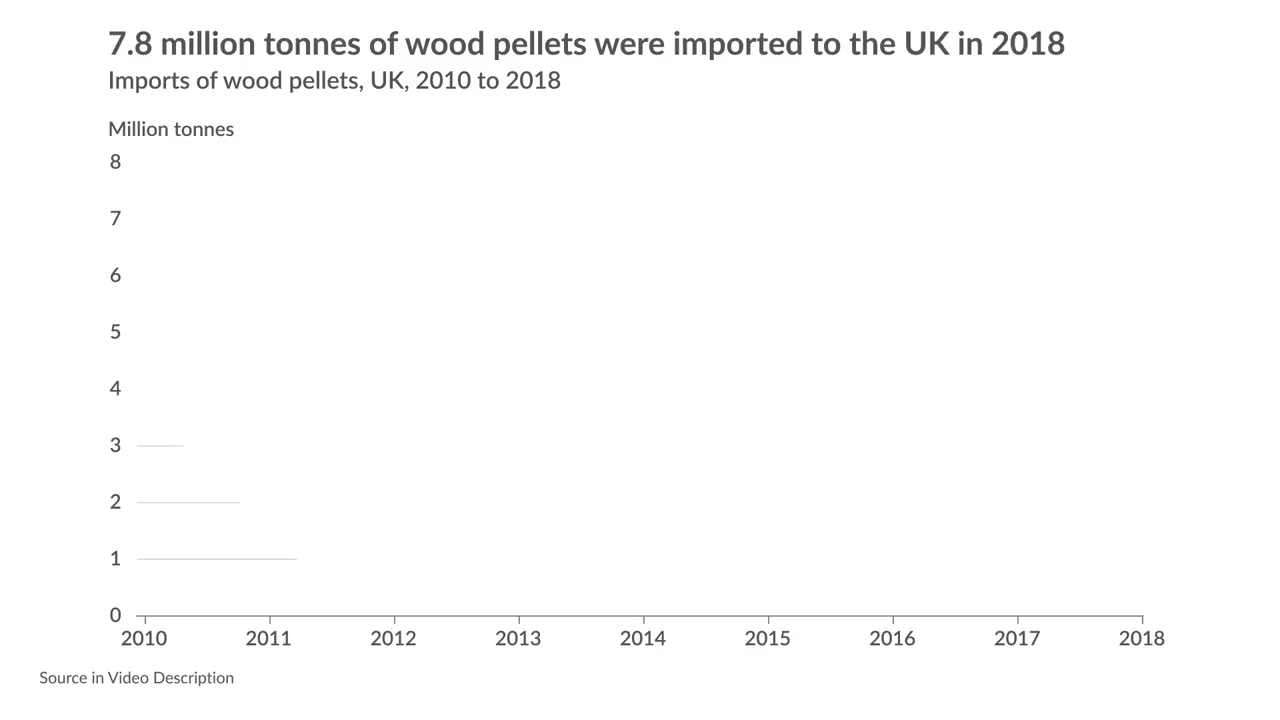 7.8 million tonnes of wood pellets were imported to the UK in 2018
Imports of wood pellets, UK, 2010 to 2018
Million tonnes
8
7
6
5
4
3
2
1
0
2010 2011 2012 2013 2014 2015 2016 2017 2018
Source in Video Description